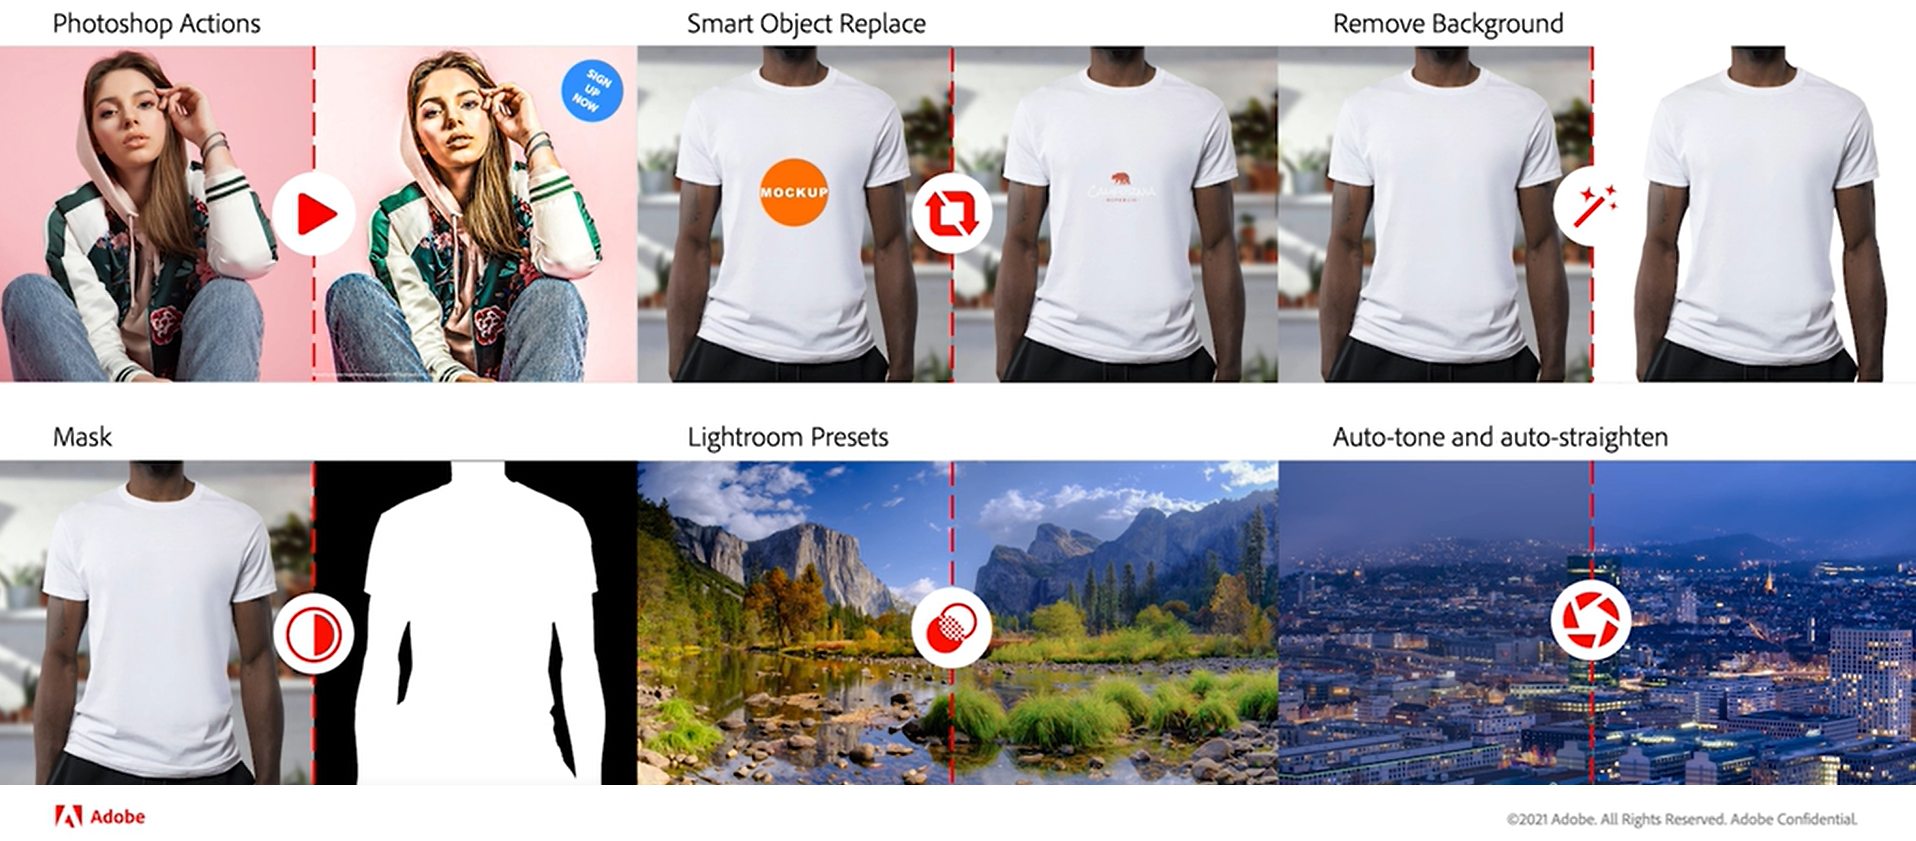 Photoshop Actions
Smart Object Replace
Remove Background
SIGN
UP
NOW
MOCKUP
Mask
Lightroom Presets
Auto-tone and auto-straighten
Adobe
©2021 Adobe. All Rights Reserved. Adobe Confidential.